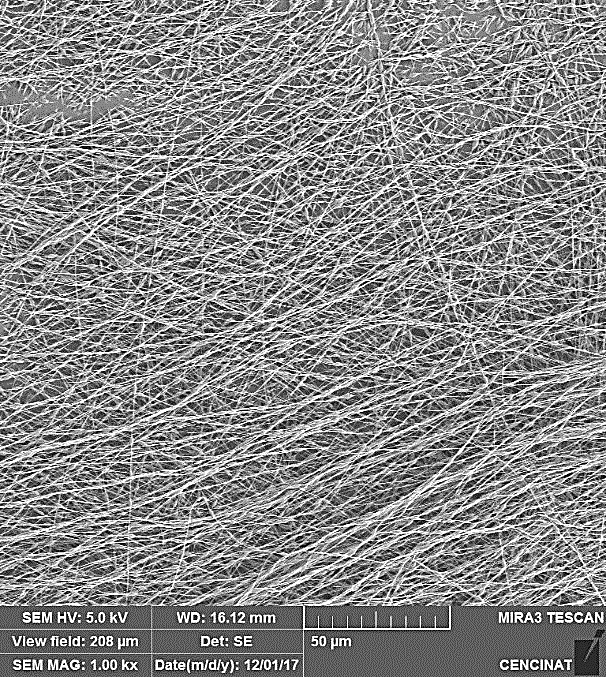 SEM HV: 5.0 kV WD: 16.12 mm MIRA3 TESCAN
View field: 208 µm Det: SE 50 µm
SEM MAG: 1.00 kx Date(m/d/y): 12/01/17 CENCINAT